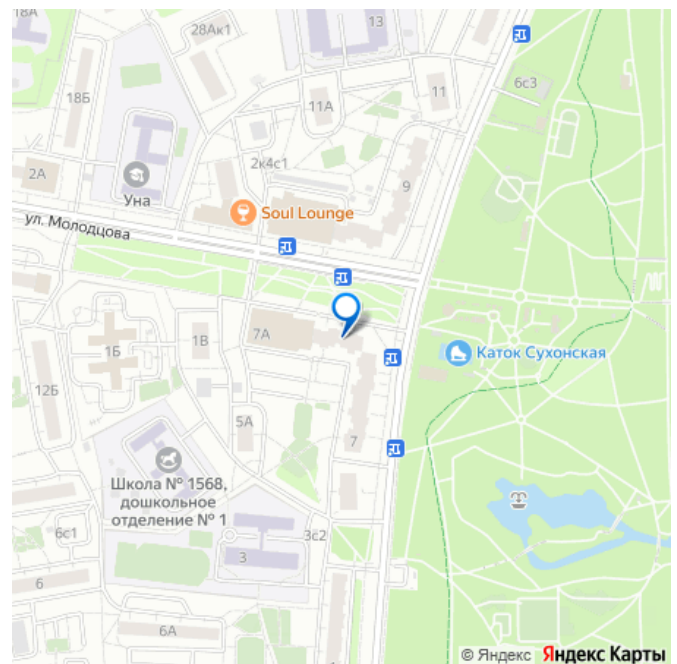 18А
28Ак1
13
6с3
11
11А
18Б
2к4с1
2А
9
Уна
Soul Lounge
ул. Молодцова
7А
1В
1Б
Каток Сухонская
12Б
5А
7
Школа № 1568,
дошкольное
отделение № 1
6с1
3с2
3
6
6А
© Яндекс Яндекс Карты